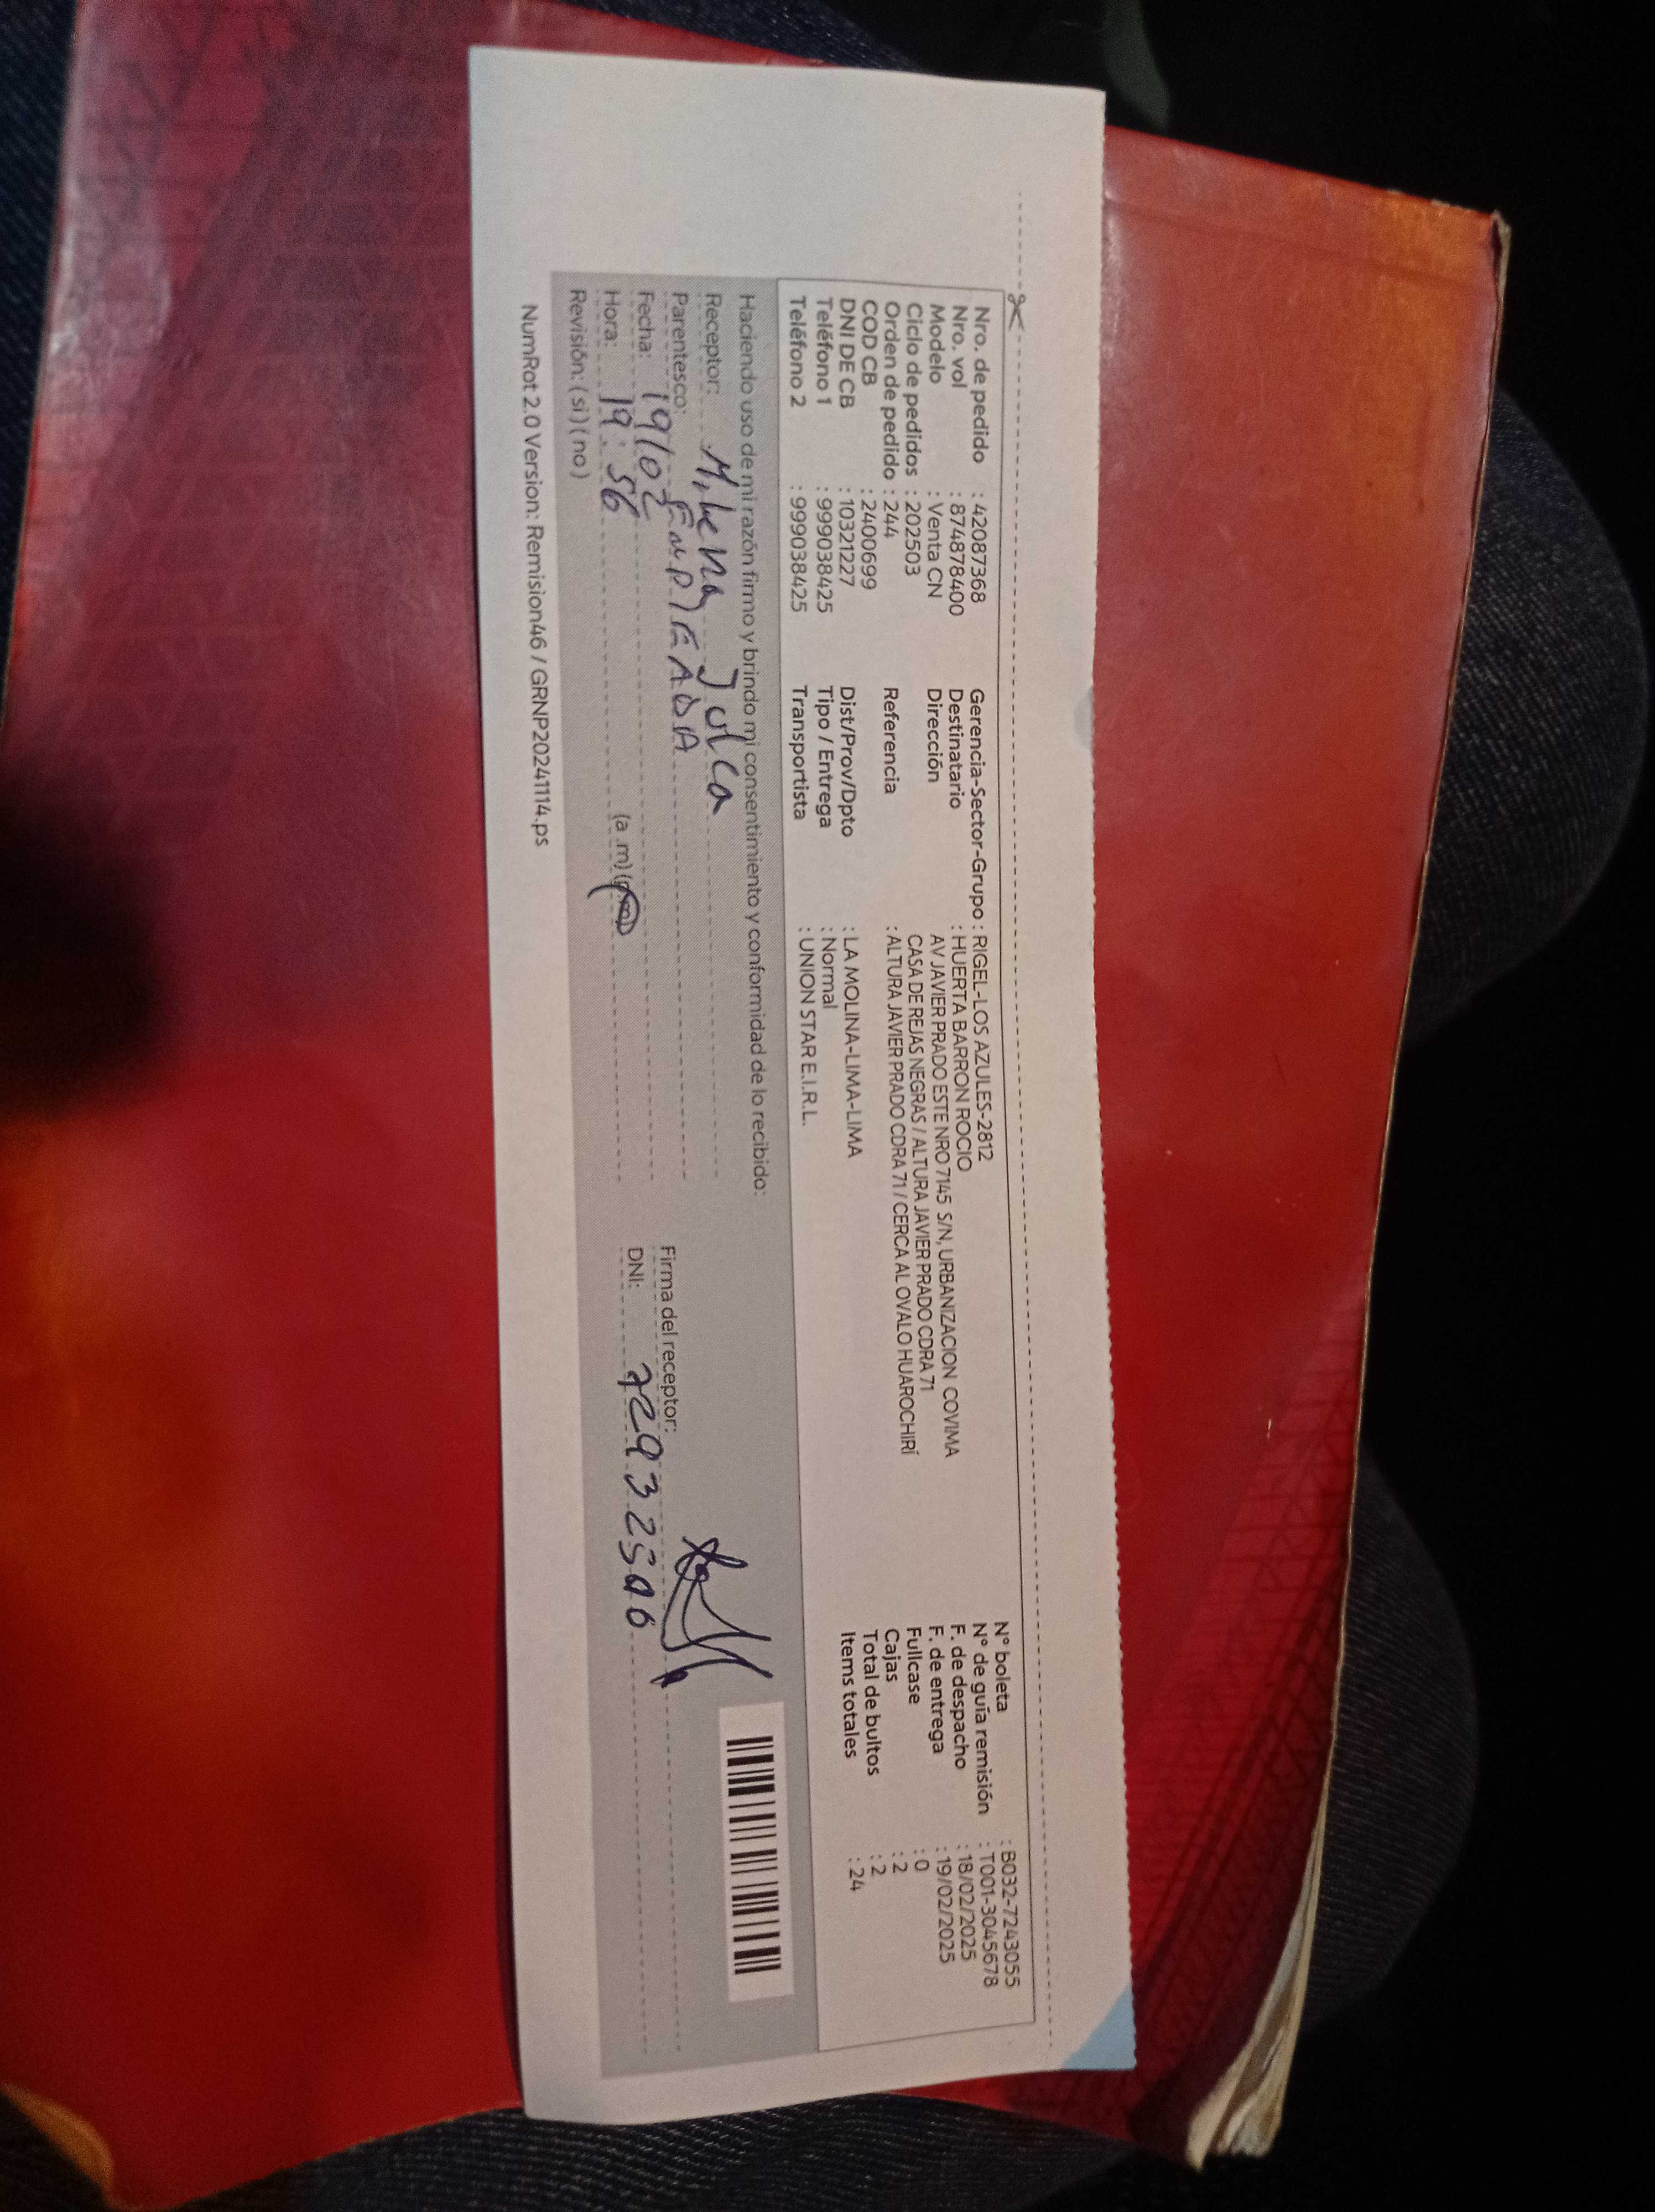 Nro. de pedido : 42087368
Nro. vol : 874878400
Modelo : Venta CN
Ciclo de pedidos : 202503
Orden de pedido : 244
COD CB : 2400699
DNI DE CB : 10321227
Teléfono 1 : 999038425
Teléfono 2 : 999038425
Gerencia-Sector-Grupo : RIGEL-LOS AZULES-2812
Destinatario : HUERTA BARRON ROCIO
Dirección AV JAVIER PRADO ESTE NRO 7145 S/N, URBANIZACION COVIMA
CASA DE REJAS NEGRAS / ALTURA JAVIER PRADO CDRA 71
Referencia : ALTURA JAVIER PRADO CDRA 71 / CERCA AL OVALO HUAROCHIRÍ
Dist/Prov/Dpto : LA MOLINA-LIMA-LIMA
Tipo / Entrega : Normal
Transportista : UNION STAR E.I.R.L.
N° boleta : B032-7243055
N° de guía remisión : T001-3045678
F. de despacho : 18/02/2025
F. de entrega : 19/02/2025
Fullcase : 0
Cajas : 2
Total de bultos : 2
Items totales : 24
Haciendo uso de mi razón firmo y brindo mi consentimiento y conformidad de lo recibido:
Receptor: Milena Julca
Parentesco: EMPLEADA
Fecha: 19/02
Hora: 19:56 (a .m) (p.m)
Revisión: ( si ) ( no )
Firma del receptor:
DNI:
NumRot 2.0 Version: Remision46 / GRNP20241114.ps